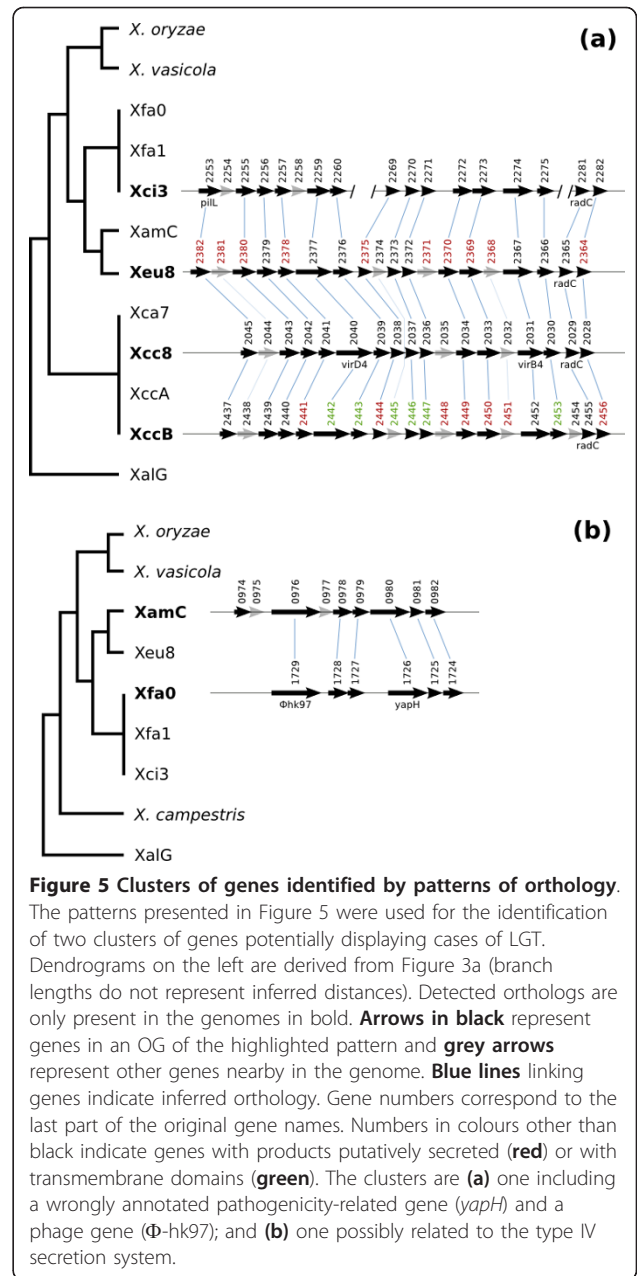 (a)
X. oryzae
X. vasicola
Xfa0
Xfa1
2253 2254 2255 2256 2257 2258 2259 2260 2269 2270 2271 2272 2273 2274 2275 2281 2282
Xci3
pilL radC
XamC
2382 2381 2380 2379 2378 2377 2376 2375 2374 2373 2372 2371 2370 2369 2368 2367 2366 2365 2364
Xeu8
radC
Xca7
2045 2044 2043 2042 2041 2040 2039 2038 2037 2036 2035 2034 2033 2032 2031 2030 2029 2028
Xcc8
virD4 virB4 radC
XccA
2437 2438 2439 2440 2441 2442 2443 2444 2445 2446 2447 2448 2449 2450 2451 2452 2453 2454 2455 2456
XccB
radC
XalG
(b)
X. oryzae
X. vasicola
0974 0975 0976 0977 0978 0979 0980 0981 0982
XamC
Xeu8
1729 1728 1727 1726 1725 1724
Xfa0
Φhk97 yapH
Xfa1
Xci3
X. campestris
XalG
Figure 5 Clusters of genes identified by patterns of orthology.
The patterns presented in Figure 5 were used for the identification
of two clusters of genes potentially displaying cases of LGT.
Dendrograms on the left are derived from Figure 3a (branch
lengths do not represent inferred distances). Detected orthologs are
only present in the genomes in bold. Arrows in black represent
genes in an OG of the highlighted pattern and grey arrows
represent other genes nearby in the genome. Blue lines linking
genes indicate inferred orthology. Gene numbers correspond to the
last part of the original gene names. Numbers in colours other than
black indicate genes with products putatively secreted (red) or with
transmembrane domains (green). The clusters are (a) one including
a wrongly annotated pathogenicity-related gene (yapH) and a
phage gene (Φ-hk97); and (b) one possibly related to the type IV
secretion system.